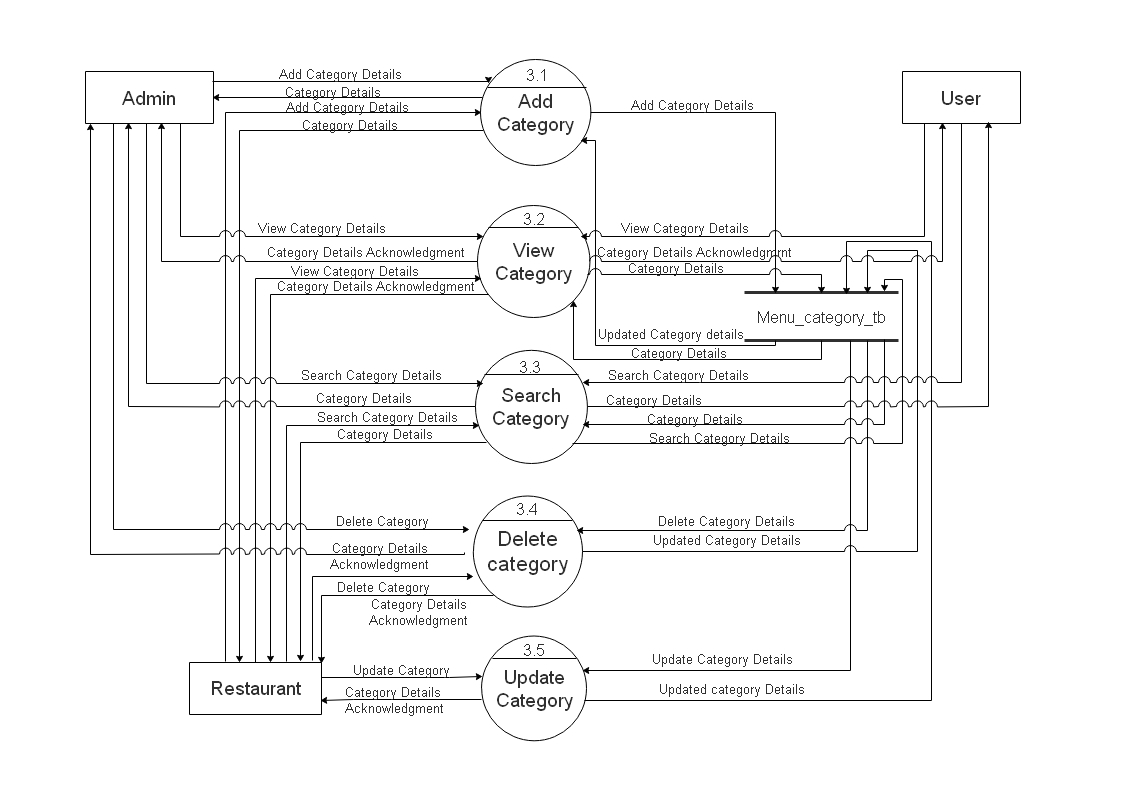 3.1
Add Category Details
Admin
Category Details
Add
Category
Add Category Details
User
Add Category Details
Category Details
3.2
View Category Details
View Category Details
View
Category
Category Details Acknowledgment
Category Details Acknowledgmnt
View Category Details
Category Details
Category Details Acknowledgment
Menu_category_tb
Updated Category details
Category Details
3.3
Search Category Details
Search Category Details
Search
Category
Category Details
Category Details
Search Category Details
Category Details
Category Details
Search Category Details
3.4
Delete Category
Delete Category Details
Delete
category
Category Details
Acknowledgment
Updated Category Details
Delete Category
Category Details
Acknowledgment
3.5
Restaurant
Update Category
Update Category Details
Update
Category
Category Details
Acknowledgment
Updated category Details